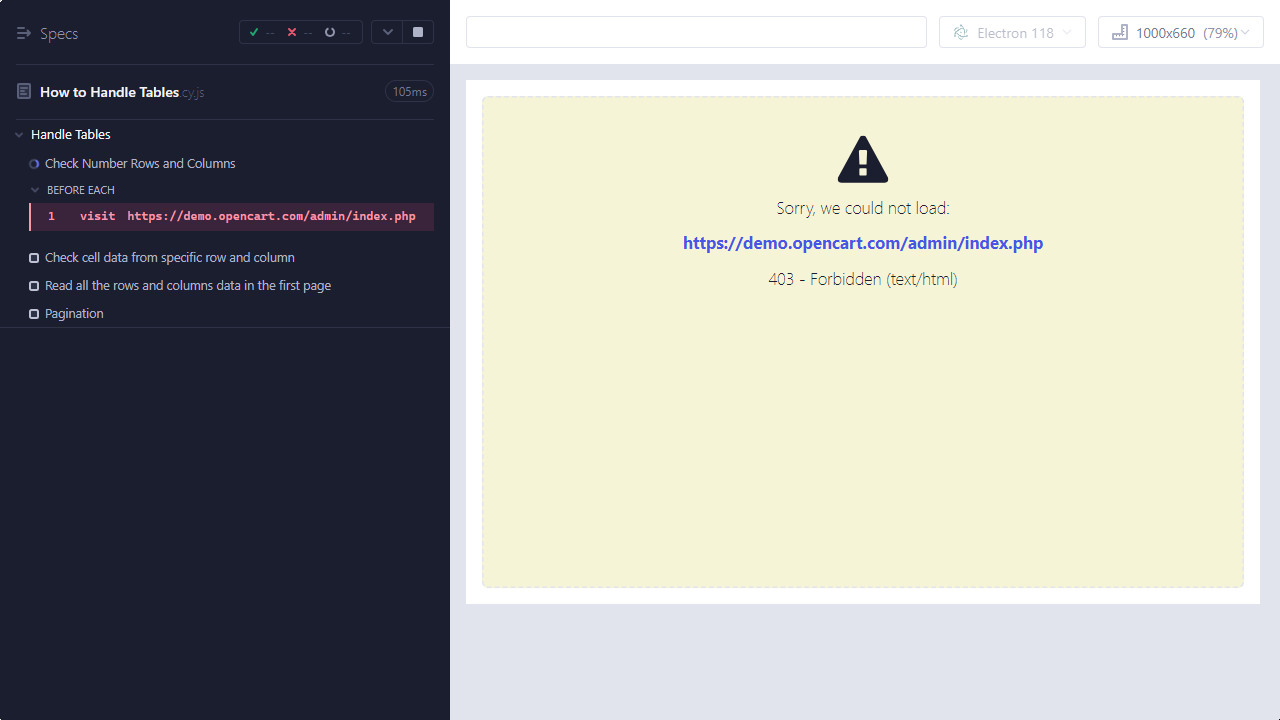 Specs
-- -- --
How to Handle Tables cy.js
105ms
Handle Tables
Check Number Rows and Columns
BEFORE EACH
1 visit https://demo.opencart.com/admin/index.php
Check cell data from specific row and column
Read all the rows and columns data in the first page
Pagination
Electron 118
1000x660 (79%)
Sorry, we could not load:
https://demo.opencart.com/admin/index.php
403 - Forbidden (text/html)